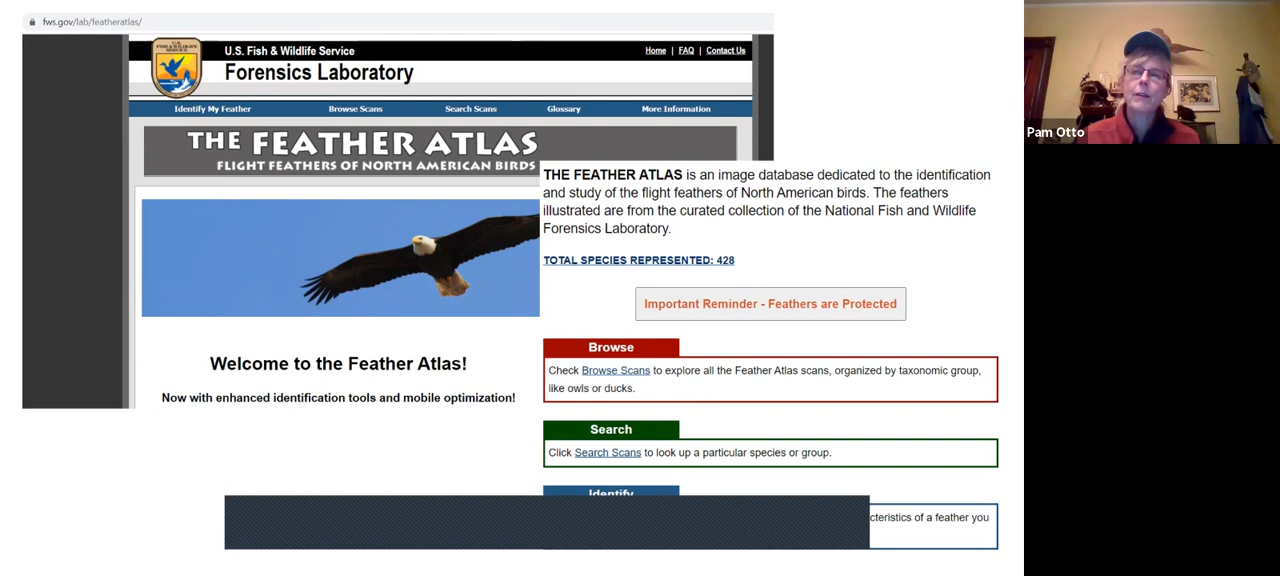 fws.gov/lab/featheratlas/
U.S. Fish & Wildlife Service
Home | FAQ | Contact Us
Forensics Laboratory
Identify My Feather Browse Scans Search Scans Glossary More Information
THE FEATHER ATLAS
FLIGHT FEATHERS OF NORTH AMERICAN BIRDS
Welcome to the Feather Atlas!
Now with enhanced identification tools and mobile optimization!
THE FEATHER ATLAS is an image database dedicated to the identification
and study of the flight feathers of North American birds. The feathers
illustrated are from the curated collection of the National Fish and Wildlife
Forensics Laboratory.
TOTAL SPECIES REPRESENTED: 428
Important Reminder - Feathers are Protected
Browse
Check Browse Scans to explore all the Feather Atlas scans, organized by taxonomic group,
like owls or ducks.
Search
Click Search Scans to look up a particular species or group.
Identify
cteristics of a feather you
Pam Otto